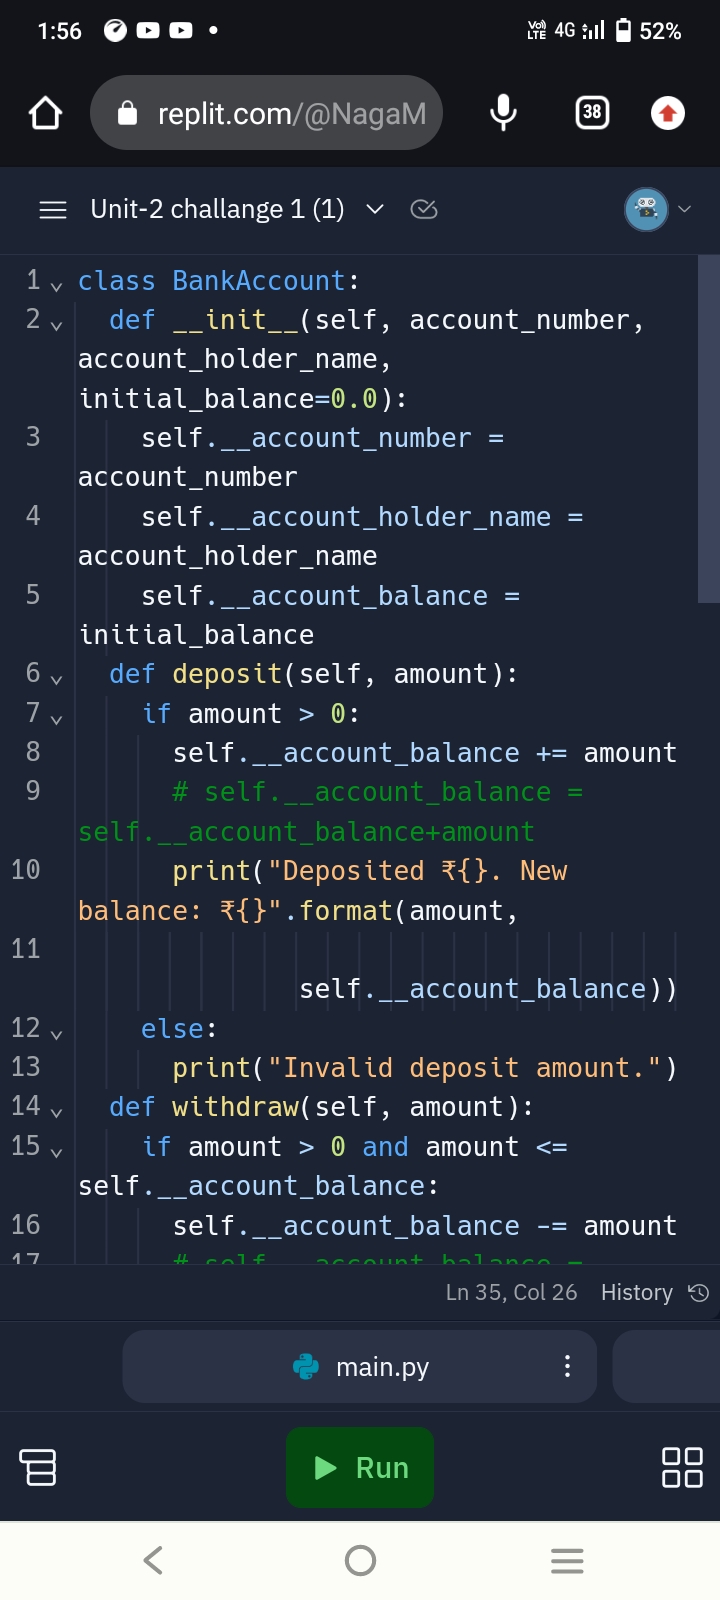 1:56 Vo) LTE 4G 52%
replit.com/@NagaM 38
Unit-2 challange 1 (1)
1 class BankAccount:
2 def __init__(self, account_number,
account_holder_name,
initial_balance=0.0):
3 self.__account_number =
account_number
4 self.__account_holder_name =
account_holder_name
5 self.__account_balance =
initial_balance
6 def deposit(self, amount):
7 if amount > 0:
8 self.__account_balance += amount
9 # self.__account_balance =
self.__account_balance+amount
10 print("Deposited ₹{}. New
balance: ₹{}".format(amount,
11
self.__account_balance))
12 else:
13 print("Invalid deposit amount.")
14 def withdraw(self, amount):
15 if amount > 0 and amount <=
self.__account_balance:
16 self.__account_balance -= amount
17 # self.__account_balance =
Ln 35, Col 26 History
main.py
Run